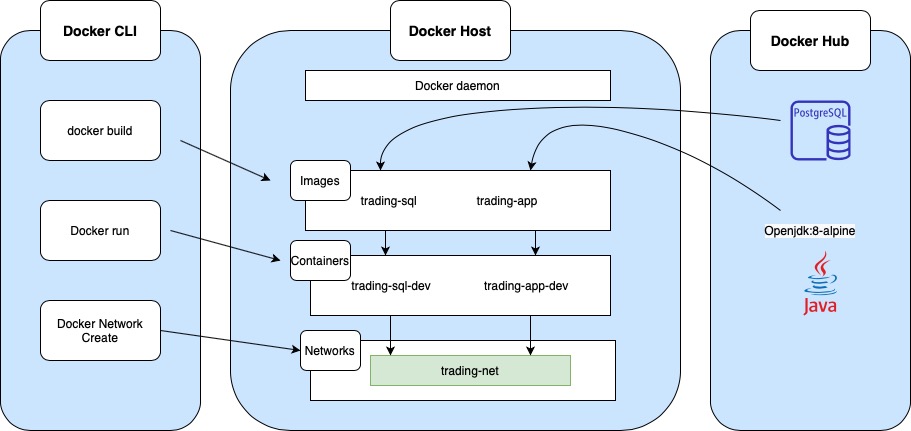 Docker CLI
docker build
Docker run
Docker Network
Create
Docker Host
Docker daemon
Images
trading-sql
trading-app
Containers
trading-sql-dev
trading-app-dev
Networks
trading-net
Docker Hub
PostgreSQL
Openjdk:8-alpine
Java